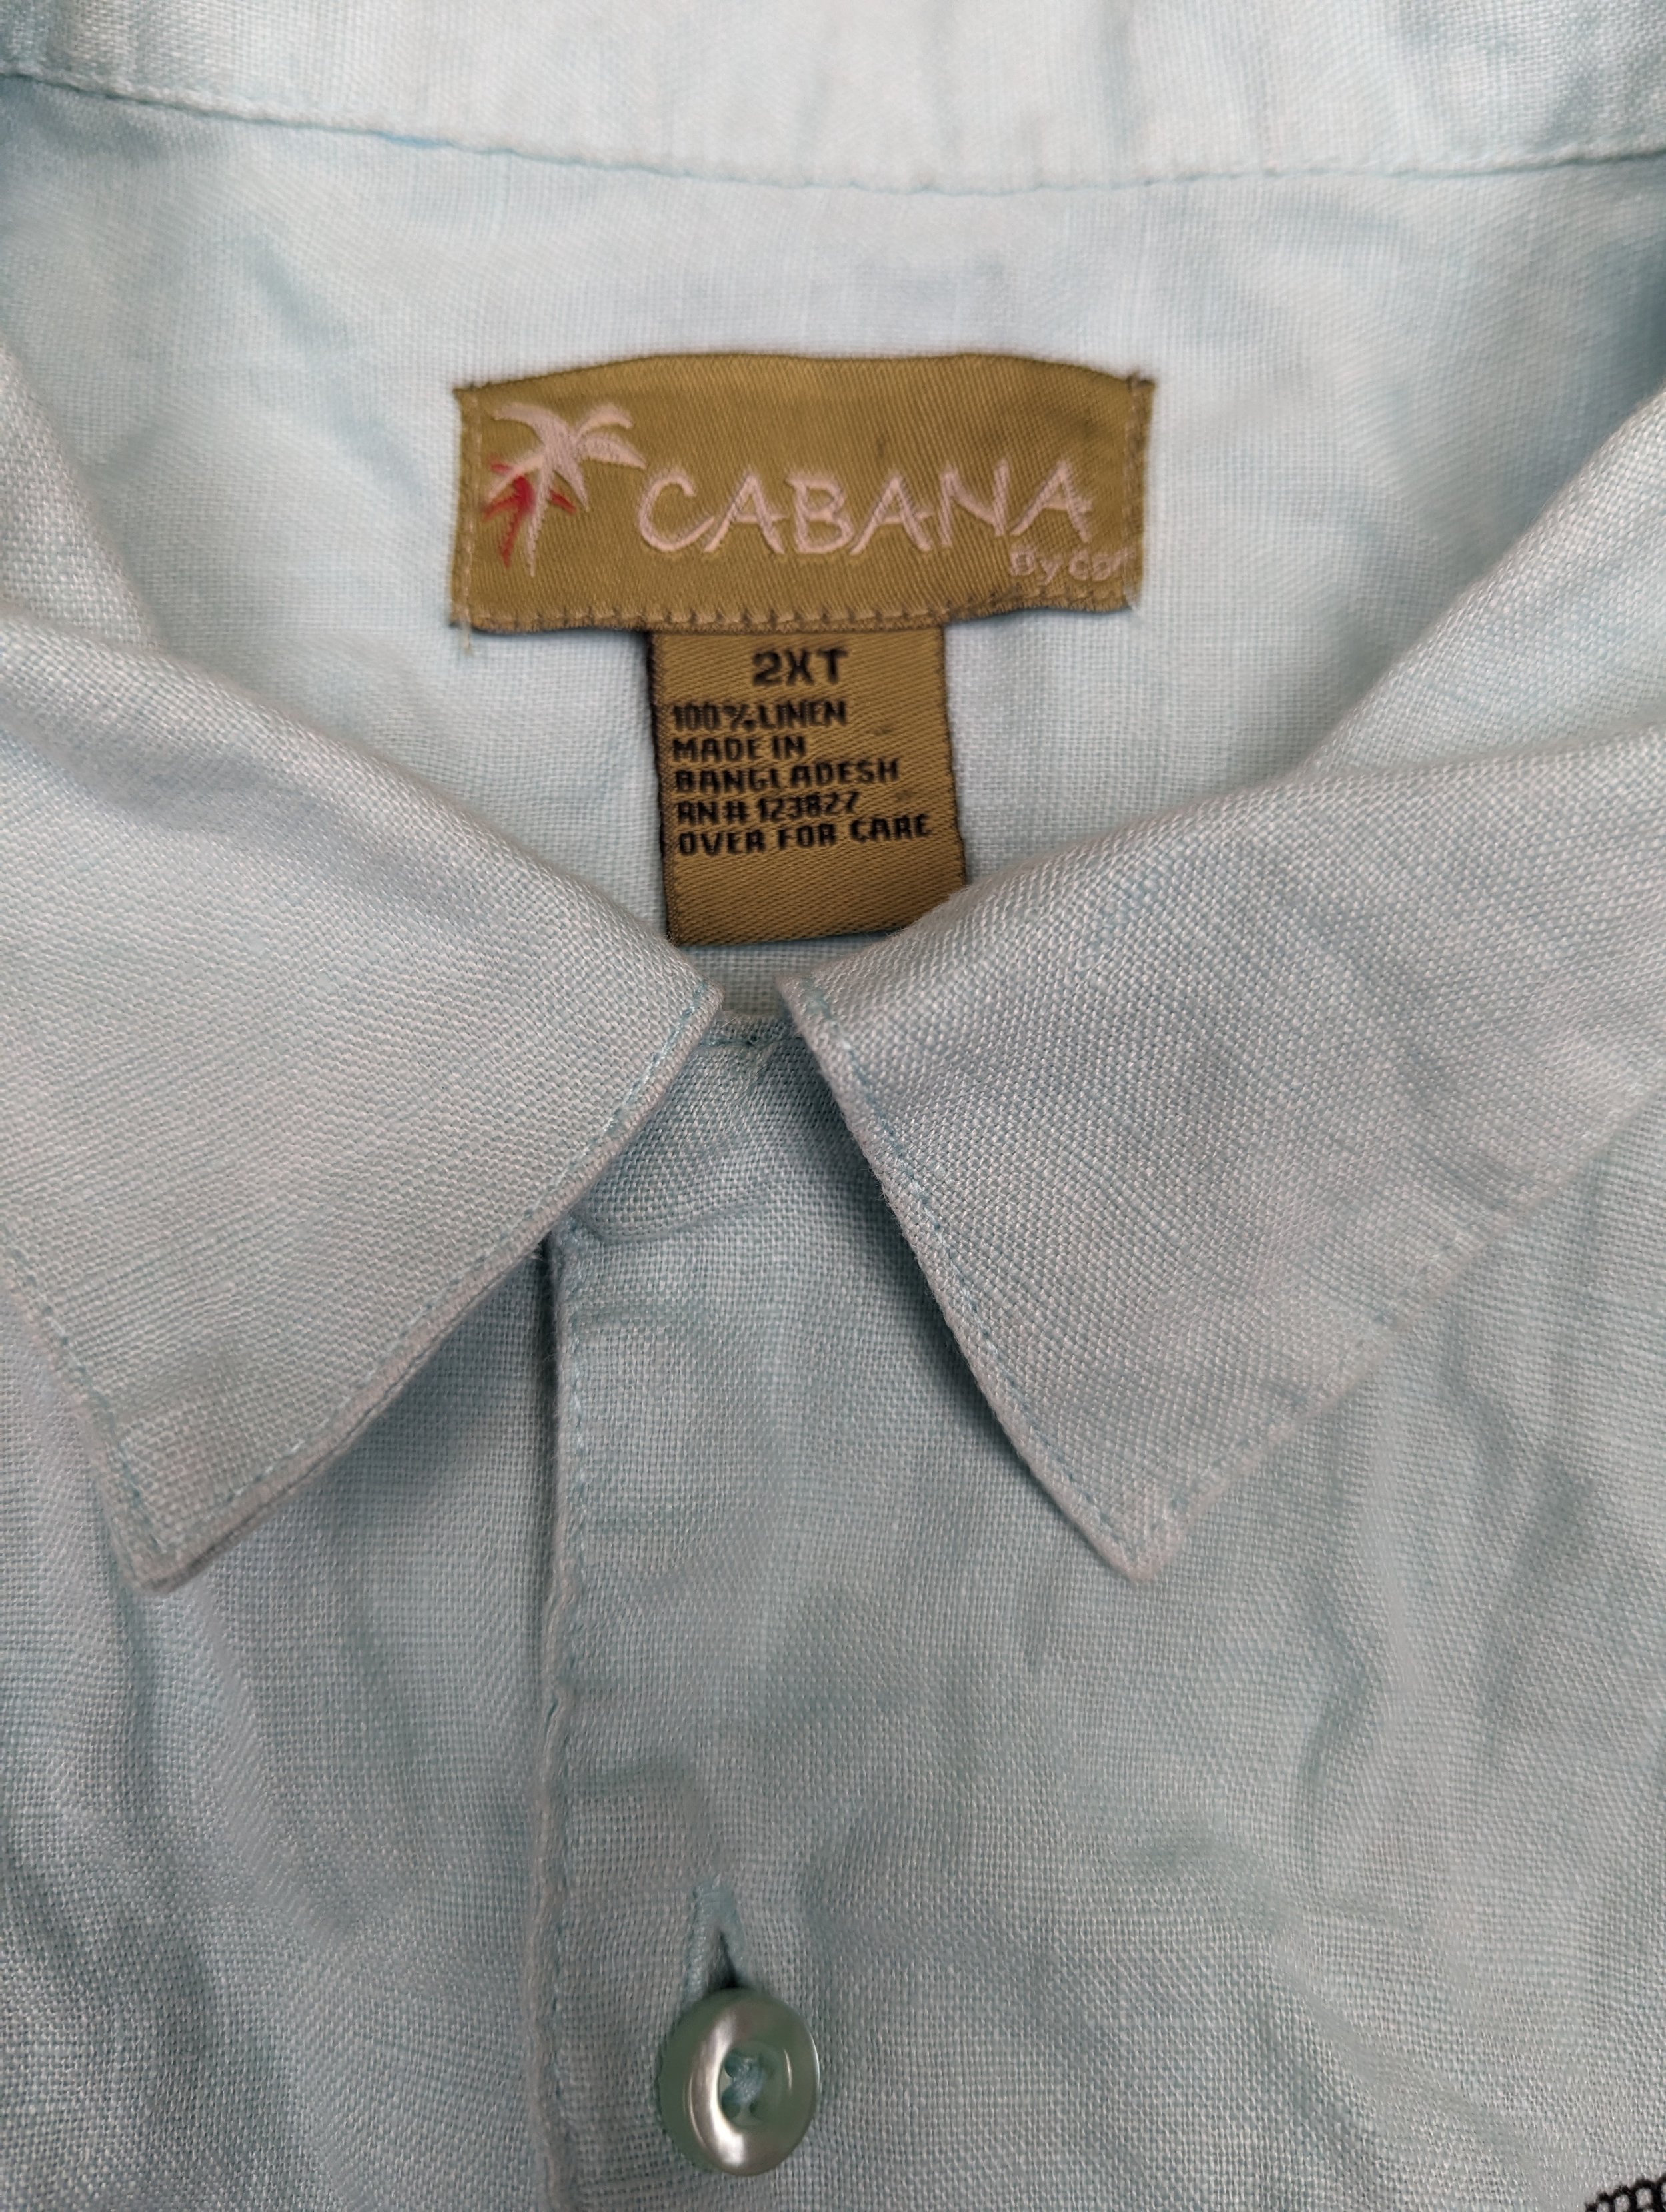 CABANA
2XT
100% LINEN
MADE IN
BANGLADESH
RN# 123827
OVER FOR CARE